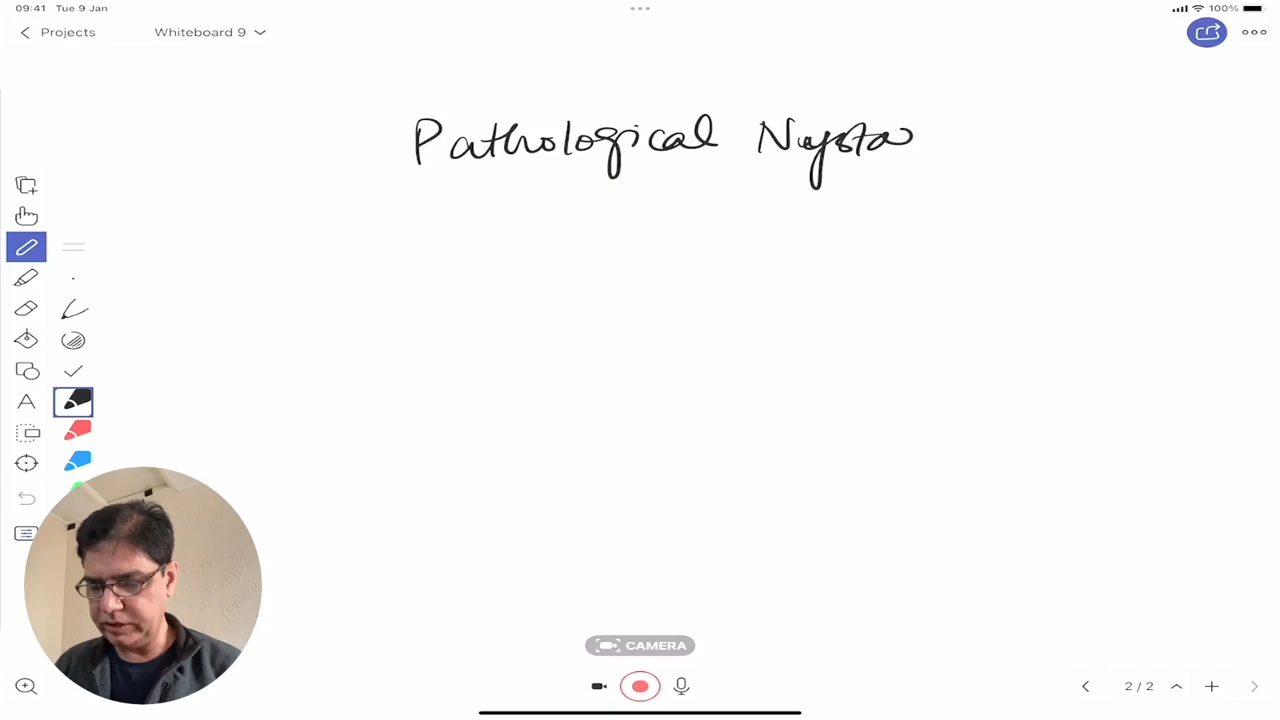 09:41 Tue 9 Jan
100%
Projects
Whiteboard 9
Pathological Nysta
A
CAMERA
2/2